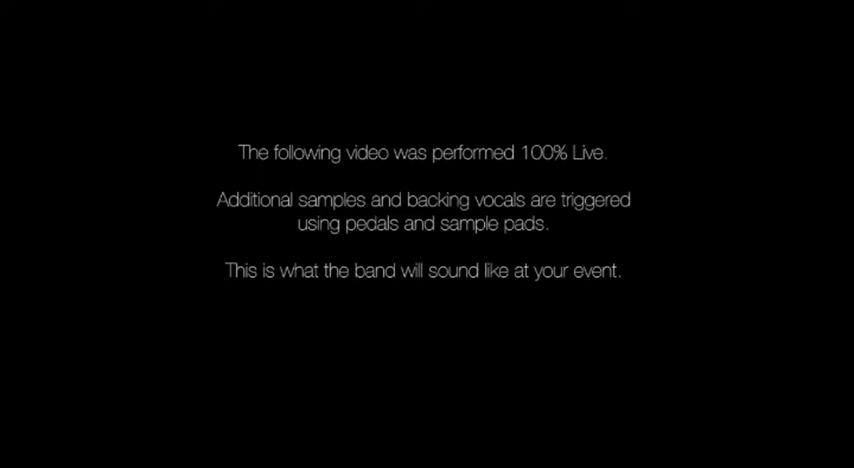 The following video was performed 100% Live.
Additional samples and backing vocals are triggered
using pedals and sample pads.
This is what the band will sound like at your event.